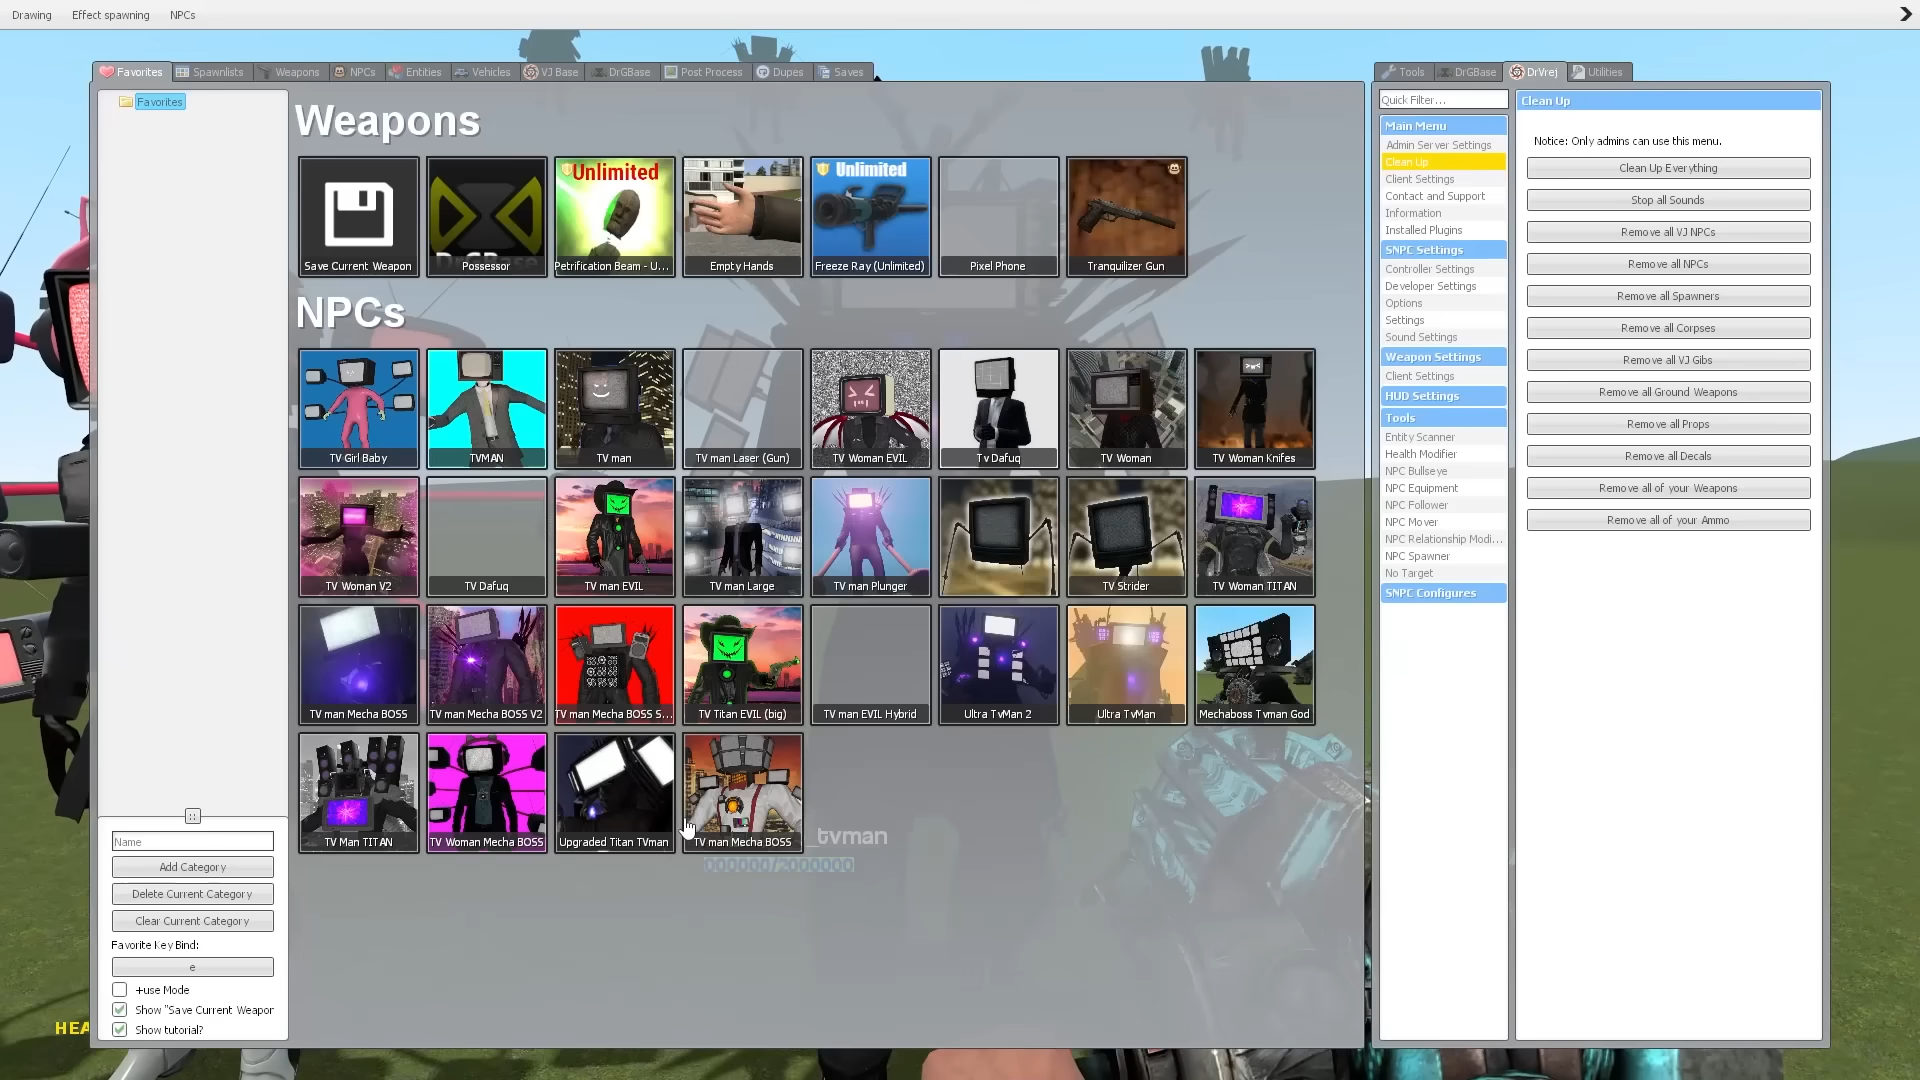 Drawing
Effect spawning
NPCs
Favorites
Spawnlists
Weapons
NPCs
Entities
Vehicles
VJ Base
DrGBase
Post Process
Dupes
Saves
Favorites
Weapons
Unlimited
Unlimited
Save Current Weapon
Possessor
Petrification Beam - U...
Empty Hands
Freeze Ray (Unlimited)
Pixel Phone
Tranquilizer Gun
NPCs
TV Girl Baby
TVMAN
TV man
TV man Laser (Gun)
TV Woman EVIL
Tv Dafuq
TV Woman
TV Woman Knifes
TV Woman V2
TV Dafuq
TV man EVIL
TV man Large
TV man Plunger
TV Strider
TV Woman TITAN
TV man Mecha BOSS
TV man Mecha BOSS V2
TV man Mecha BOSS S...
TV Titan EVIL (big)
TV man EVIL Hybrid
Ultra TvMan 2
Ultra TvMan
Mechaboss Tvman God
TV Man TITAN
TV Woman Mecha BOSS
Upgraded Titan TVman
TV man Mecha BOSS
_tvman
000000/2000000
Name
Add Category
Delete Current Category
Clear Current Category
Favorite Key Bind:
e
+use Mode
Show "Save Current Weapor
Show tutorial?
HEA
Tools
DrGBase
DrVrej
Utilities
Quick Filter...
Main Menu
Admin Server Settings
Clean Up
Client Settings
Contact and Support
Information
Installed Plugins
SNPC Settings
Controller Settings
Developer Settings
Options
Settings
Sound Settings
Weapon Settings
Client Settings
HUD Settings
Tools
Entity Scanner
Health Modifier
NPC Bullseye
NPC Equipment
NPC Follower
NPC Mover
NPC Relationship Modi...
NPC Spawner
No Target
SNPC Configures
Clean Up
Notice: Only admins can use this menu.
Clean Up Everything
Stop all Sounds
Remove all VJ NPCs
Remove all NPCs
Remove all Spawners
Remove all Corpses
Remove all VJ Gibs
Remove all Ground Weapons
Remove all Props
Remove all Decals
Remove all of your Weapons
Remove all of your Ammo